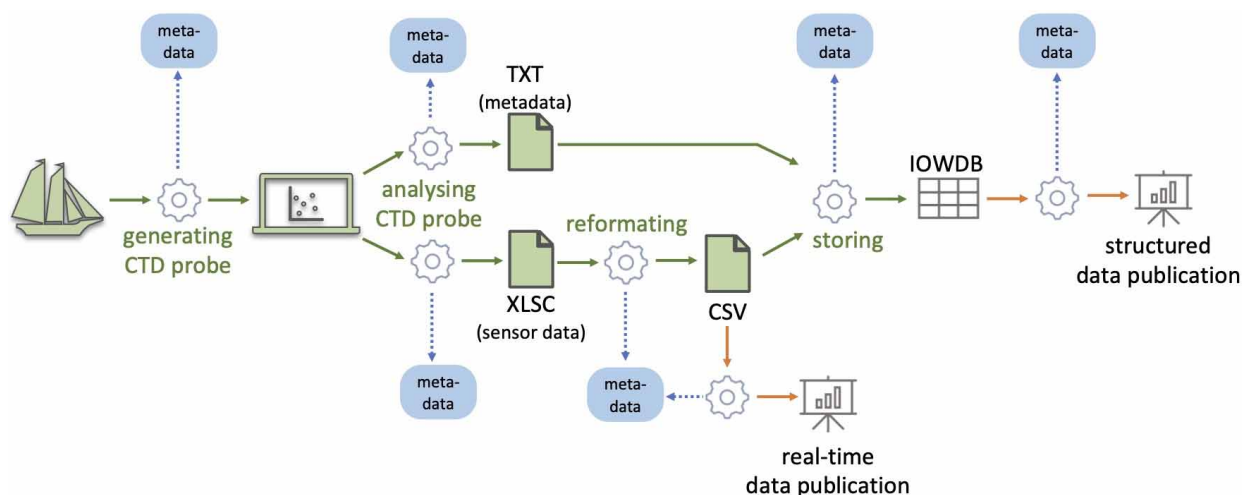 meta-
data
meta-
data
meta-
data
meta-
data
TXT
(metadata)
IOWDB
generating
CTD probe
analysing
CTD probe
reformating
storing
structured
data publication
XLSC
(sensor data)
CSV
meta-
data
meta-
data
real-time
data publication